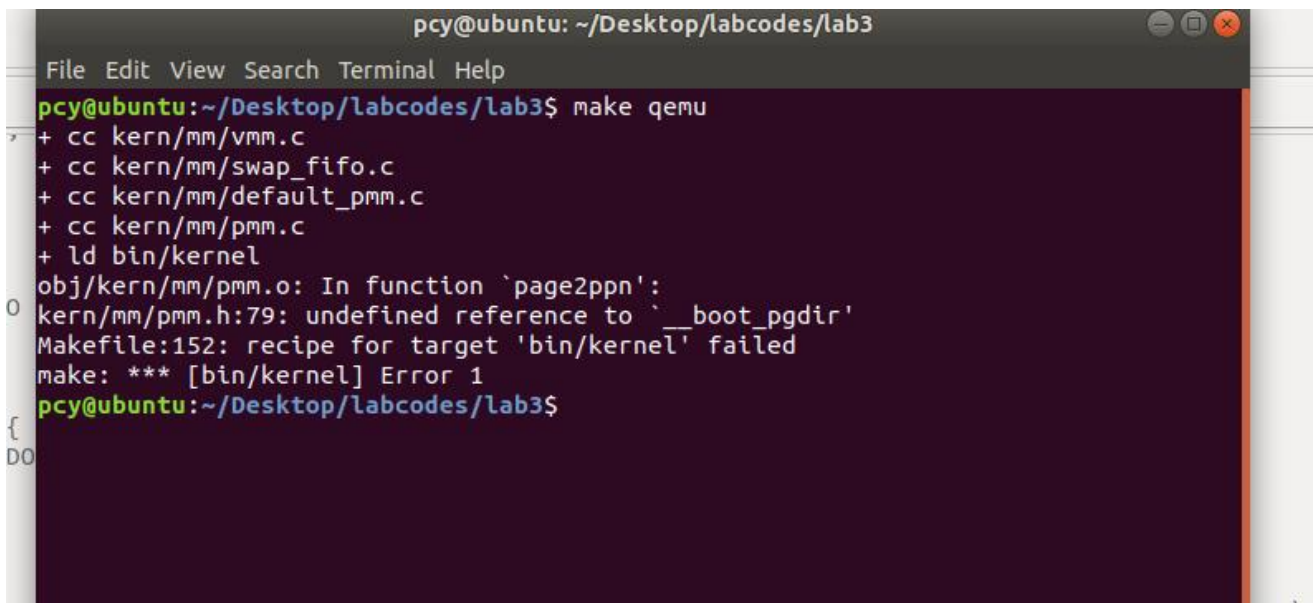 pcy@ubuntu: ~/Desktop/labcodes/lab3
File Edit View Search Terminal Help
pcy@ubuntu:~/Desktop/labcodes/lab3$ make qemu
+ cc kern/mm/vmm.c
+ cc kern/mm/swap_fifo.c
+ cc kern/mm/default_pmm.c
+ cc kern/mm/pmm.c
+ ld bin/kernel
obj/kern/mm/pmm.o: In function `page2ppn':
kern/mm/pmm.h:79: undefined reference to `__boot_pgdir'
Makefile:152: recipe for target 'bin/kernel' failed
make: *** [bin/kernel] Error 1
pcy@ubuntu:~/Desktop/labcodes/lab3$
{
DO